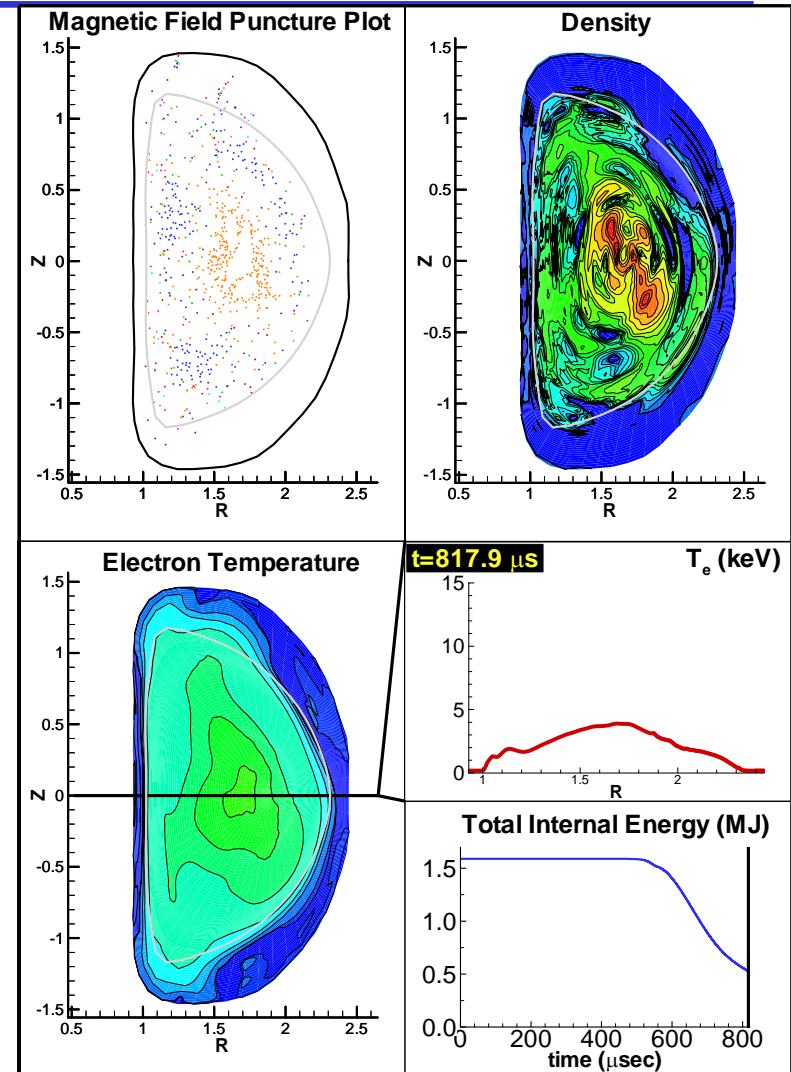 Magnetic Field Puncture Plot
1.5
1
0.5
0
-0.5
-1
-1.5
Z
0.5 1 1.5 2 2.5
R
Density
1.5
1
0.5
0
-0.5
-1
-1.5
Z
0.5 1 1.5 2 2.5
R
Electron Temperature
1.5
1
0.5
0
-0.5
-1
-1.5
Z
0.5 1 1.5 2 2.5
R
t=817.9 μs
Te (keV)
15
10
5
0
1 1.5 2
R
Total Internal Energy (MJ)
1.5
1.0
0.5
0.0
0 200 400 600 800
time (μsec)